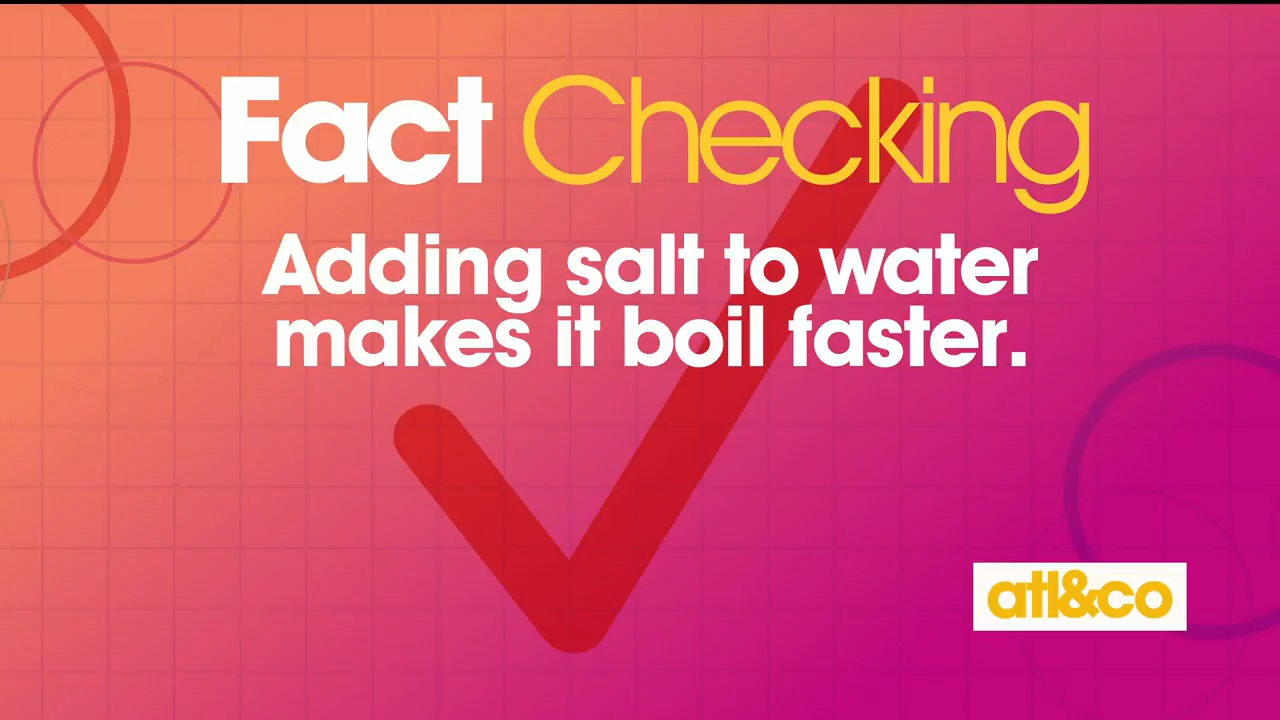 Fact Checking
Adding salt to water
makes it boil faster.
atl&co